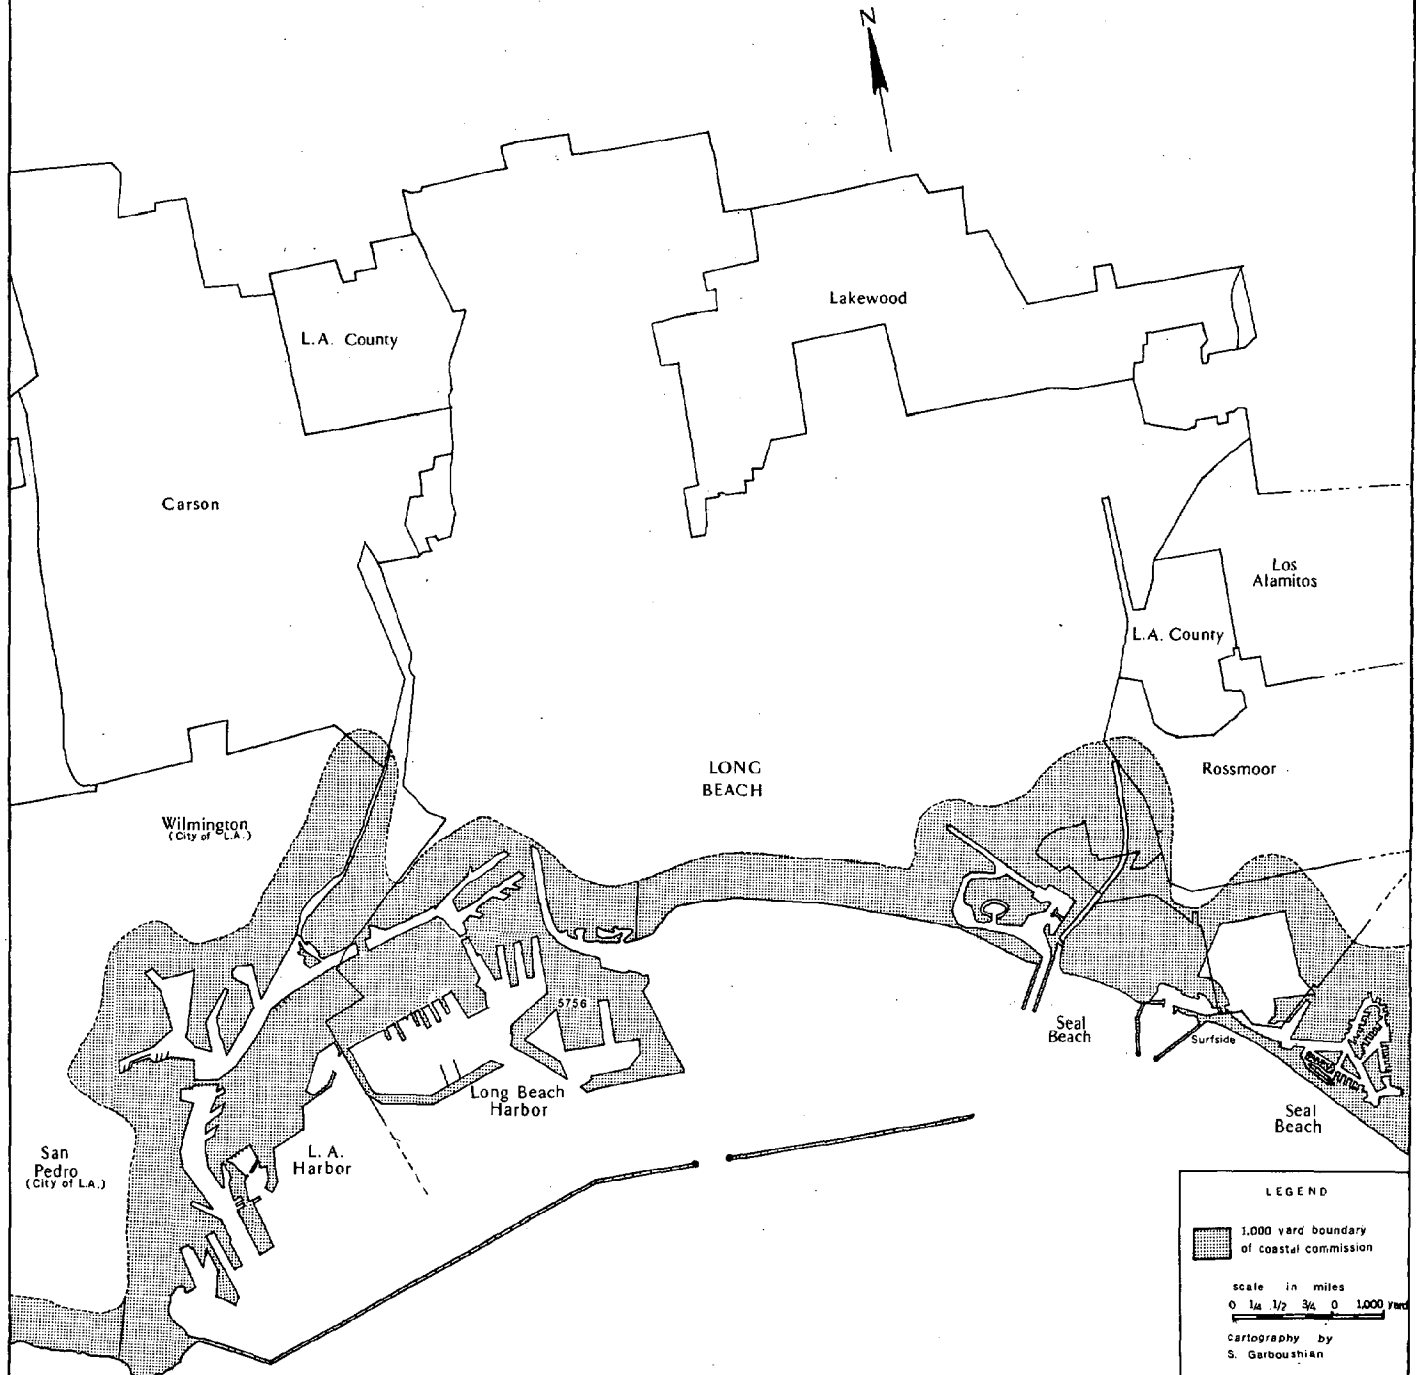 N
Lakewood
L.A. County
Carson
Los
Alamitos
L.A. County
LONG
BEACH
Rossmoor
Wilmington
(City of L.A.)
5756
Seal
Beach
Surfside
Long Beach
Harbor
Seal
Beach
L. A.
Harbor
San
Pedro
(City of L.A.)
LEGEND
1,000 yard boundary
of coastal commission
scale in miles
0 1/4 1/2 3/4 0 1,000 yard
Cartography by
S. Garboushian